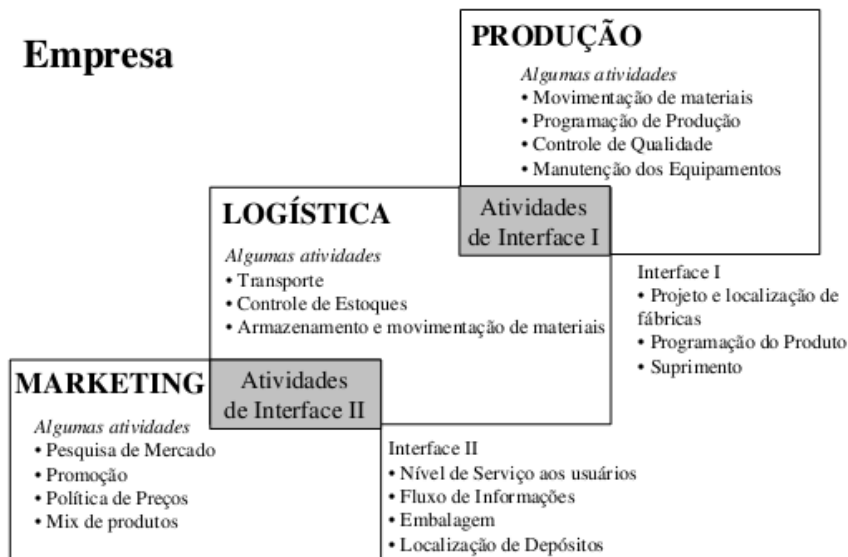 Empresa
PRODUÇÃO
Algumas atividades
• Movimentação de materiais
• Programação de Produção
• Controle de Qualidade
• Manutenção dos Equipamentos
Atividades
de Interface I
LOGÍSTICA
Algumas atividades
• Transporte
• Controle de Estoques
• Armazenamento e movimentação de materiais
Interface I
• Projeto e localização de
fábricas
• Programação do Produto
• Suprimento
Atividades
de Interface II
MARKETING
Algumas atividades
• Pesquisa de Mercado
• Promoção
• Política de Preços
• Mix de produtos
Interface II
• Nível de Serviço aos usuários
• Fluxo de Informações
• Embalagem
• Localização de Depósitos